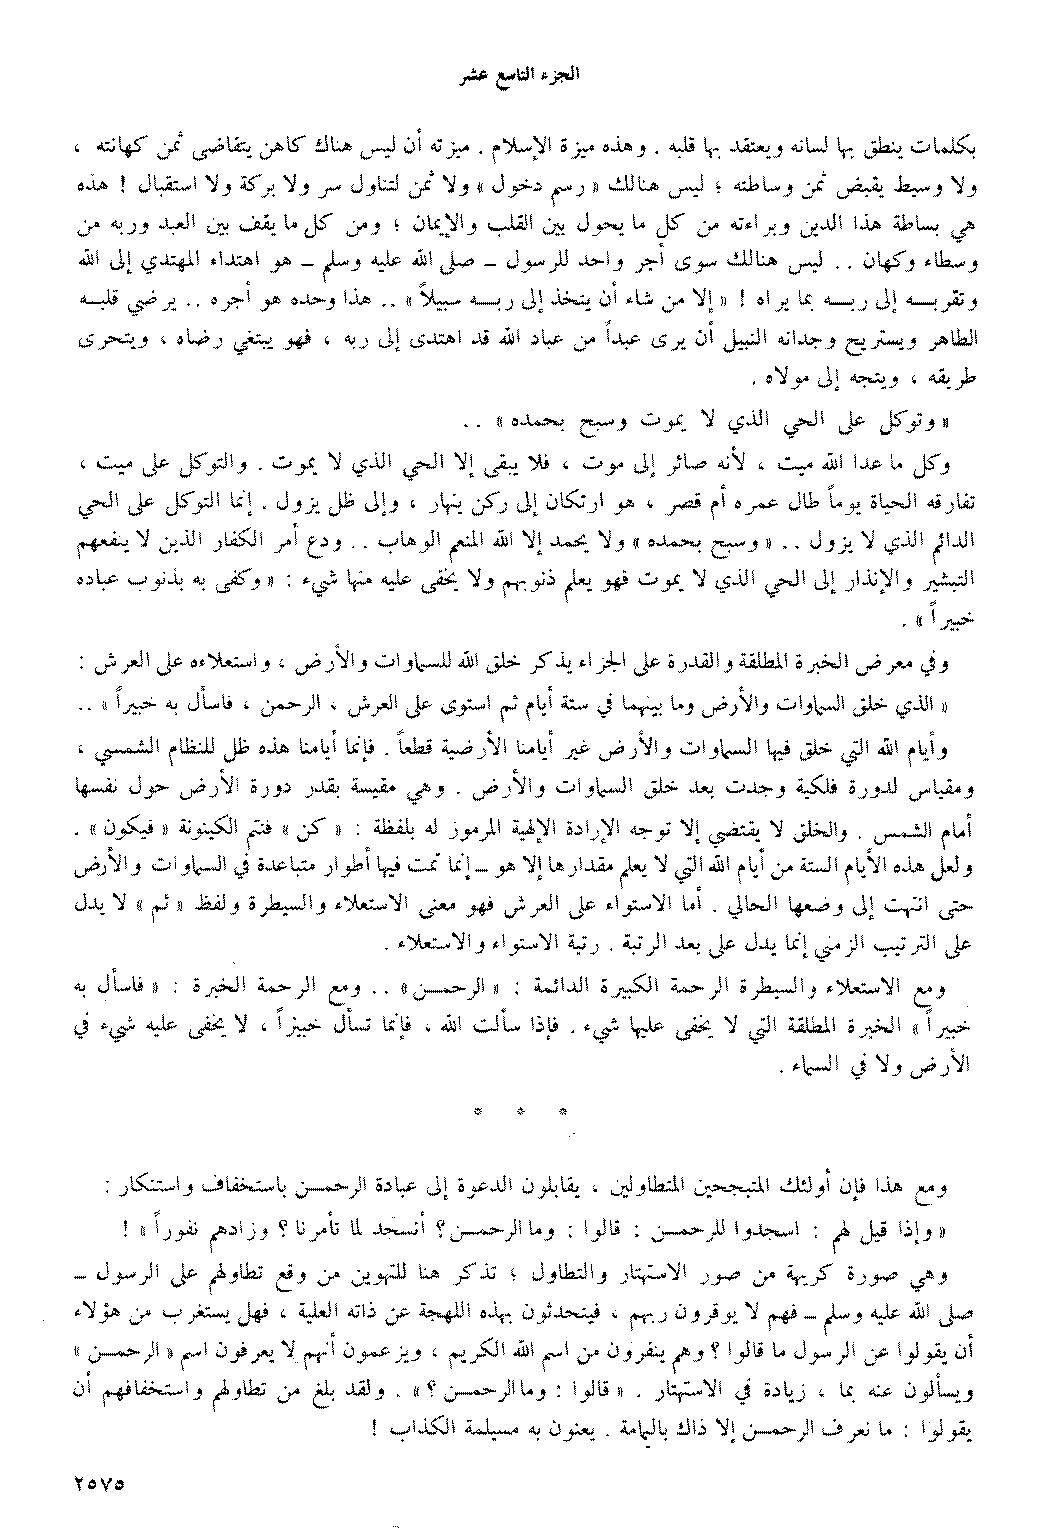 الجزء التاسع عشر
بكلمات ينطق بها لسانه ويعتقد بها قلبه . وهذه ميزة الإسلام . ميزته أن ليس هناك كاهن يتقاضى ثمن كهانته ،
ولا وسيط يقبض ثمن وساطته ؛ ليس هنالك « رسم دخول » ولا ثمن لتناول سر ولا بركة ولا استقبال ! هذه
هي بساطة هذا الدين وبراءته من كل ما يحول بين القلب والإيمان ؛ ومن كل ما يقف بين العبد وربه من
وسطاء وكهان .. ليس هنالك سوى أجر واحد للرسول – صلى الله عليه وسلم – هو اهتداء المهتدي إلى الله
وتقربـــه إلى ربـــه بما يراه ! « إلا من شاء أن يتخذ إلى ربـــه سبيلاً » .. هذا وحده هو أجره .. يرضي قلبـــه
الطاهر ويستريح وجدانه النبيل أن يرى عبداً من عباد الله قد اهتدى إلى ربه ، فهو يبتغي رضاه ، ويتحرى
طريقه ، ويتجه إلى مولاه .
« وتوكل على الحي الذي لا يموت وسبح بحمده » ..
وكل ما عدا الله ميت ، لأنه صائر إلى موت ، فلا يبقى إلا الحي الذي لا يموت . والتوكل على ميت ،
تفارقه الحياة يوماً طال عمره أم قصر ، هو ارتكان إلى ركن ينهار ، وإلى ظل يزول . إنما التوكل على الحي
الدائم الذي لا يزول .. « وسبح بحمده » ولا يحمد إلا الله المنعم الوهاب .. ودع أمر الكفار الذين لا ينفعهم
التبشير والإنذار إلى الحي الذي لا يموت فهو يعلم ذنوبهم ولا يخفى عليه منها شيء : « وكفى به بذنوب عباده
خبيراً » .
وفي معرض الخبرة المطلقة والقدرة على الجزاء يذكر خلق الله للسماوات والأرض ، واستعلاءه على العرش :
« الذي خلق السماوات والأرض وما بينهما في ستة أيام ثم استوى على العرش ، الرحمن ، فاسأل به خبيراً » ..
وأيام الله التي خلق فيها السماوات والأرض غير أيامنا الأرضية قطعاً . فإنما أيامنا هذه ظل للنظام الشمسي ،
ومقياس لدورة فلكية وجدت بعد خلق السماوات والأرض . وهي مقيسة بقدر دورة الأرض حول نفسها
أمام الشمس . والخلق لا يقتضي إلا توجه الإرادة الإلهية المرموز له بلفظة : « كن » فتتم الكينونة « فيكون » .
ولعل هذه الأيام الستة من أيام الله التي لا يعلم مقدارها إلا هو – إنما تمت فيها أطوار متباعدة في السماوات والأرض
حتى انتهت إلى وضعها الحالي . أما الاستواء على العرش فهو معنى الاستعلاء والسيطرة ولفظ « ثم » لا يدل
على الترتيب الزمني إنما يدل على بعد الرتبة . رتبة الاستواء والاستعلاء .
ومع الاستعلاء والسيطرة الرحمة الكبيرة الدائمة : « الرحمـــن » .. ومع الرحمة الخبرة : « فاسأل به
خبيراً » الخبرة المطلقة التي لا يخفى عليها شيء . فإذا سألت الله ، فإنما تسأل خبيراً ، لا يخفى عليه شيء في
الأرض ولا في السماء .
* * *
ومع هذا فإن أولئك المتبجحين المتطاولين ، يقابلون الدعوة إلى عبادة الرحمـــن باستخفاف واستنكار :
« وإذا قيل لهم : اسجدوا للرحمـــن : قالوا : وما الرحمـــن؟ أنسجد لما تأمرنا ؟ وزادهم نفوراً » !
وهي صورة كريهة من صور الاستهتار والتطاول ؛ تذكر هنا للتهوين من وقع تطاولهم على الرسول –
صلى الله عليه وسلم – فهم لا يوقرون ربهم ، فيتحدثون بهذه اللهجة عن ذاته العلية ، فهل يستغرب من هؤلاء
أن يقولوا عن الرسول ما قالوا ؟ وهم ينفرون من اسم الله الكريم ، ويزعمون أنهم لا يعرفون اسم « الرحمـــن »
ويسألون عنه بما ، زيادة في الاستهتار . « قالوا : وما الرحمـــن ؟ » . ولقد بلغ من تطاولهم واستخفافهم أن
يقولوا : ما نعرف الرحمـــن إلا ذاك باليمامة . يعنون به مسيلمة الكذاب !
٢٥٧٥